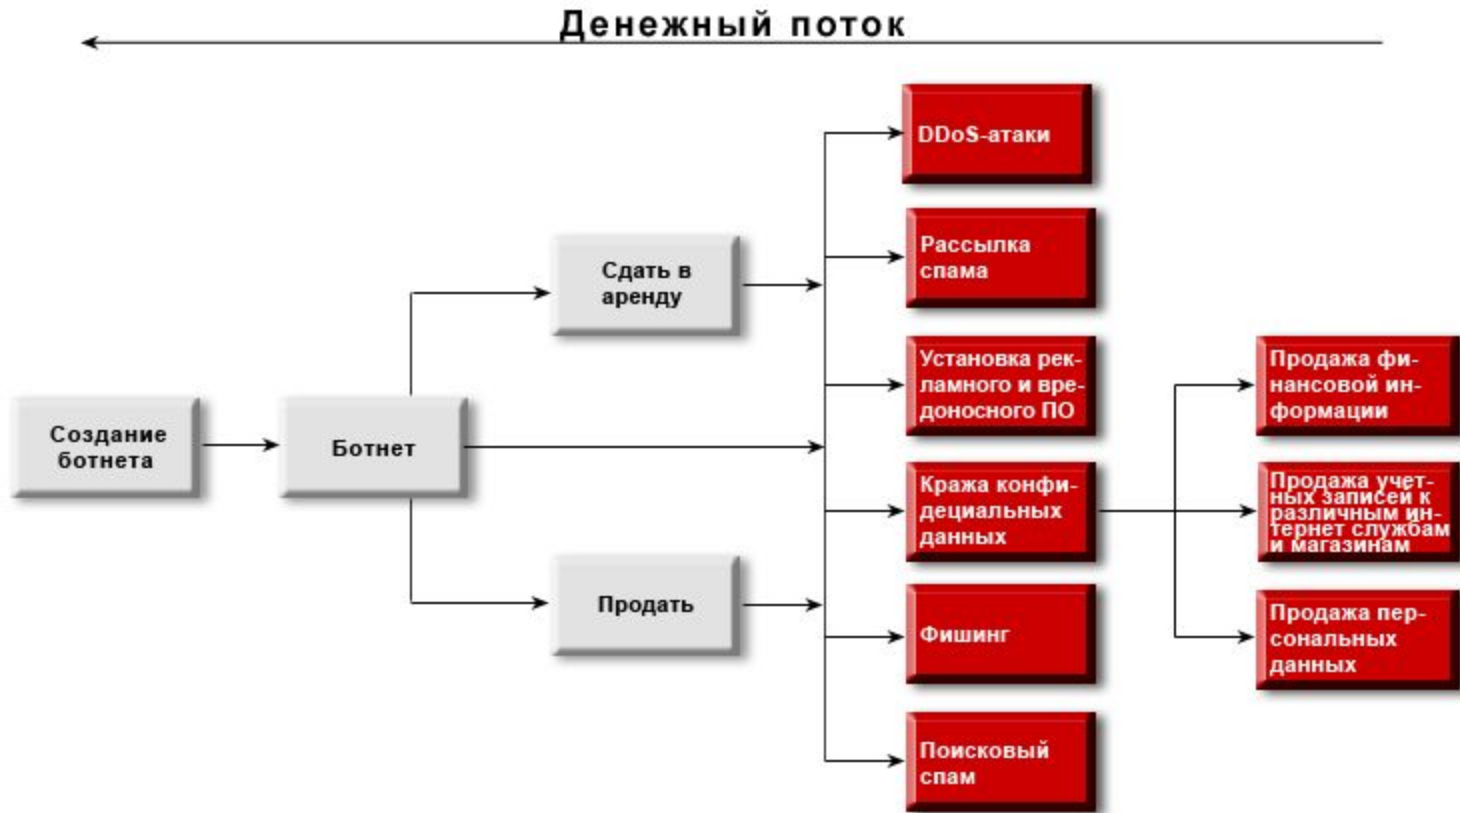 Денежный поток
DDoS-атаки
Рассылка
спама
Сдать в
аренду
Установка рек-
ламного и вре-
доносного ПО
Продажа фи-
нансовой ин-
формации
Создание
ботнета
Ботнет
Кража конфи-
дециальных
данных
Продажа учет-
ных записей к
различным ин-
тернет службам
и магазинам
Продать
Фишинг
Продажа пер-
сональных
данных
Поисковый
спам